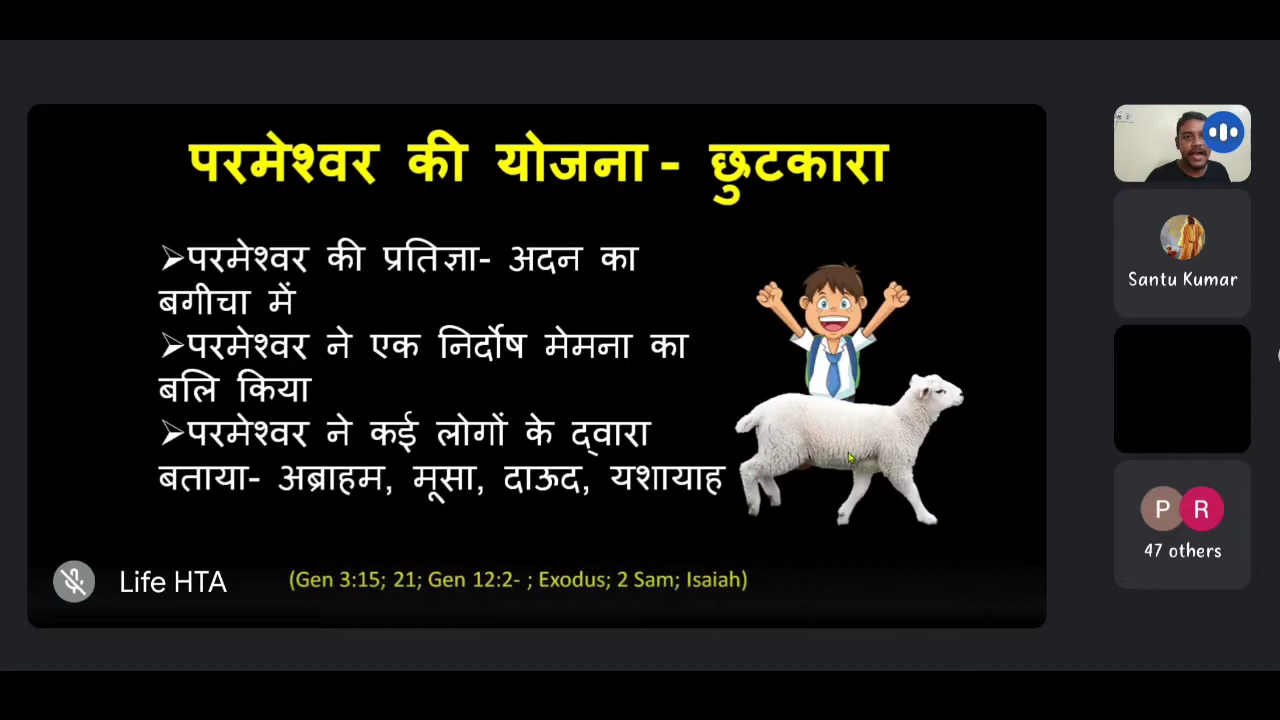 परमेश्वर की योजना - छुटकारा
➢परमेश्वर की प्रतिज्ञा- अदन का
बगीचा में
➢परमेश्वर ने एक निर्दोष मेमना का
बलि किया
➢परमेश्वर ने कई लोगों के द्वारा
बताया- अब्राहम, मूसा, दाऊद, यशायाह
(Gen 3:15; 21; Gen 12:2- ; Exodus; 2 Sam; Isaiah)
Life HTA
Santu Kumar
P R
47 others